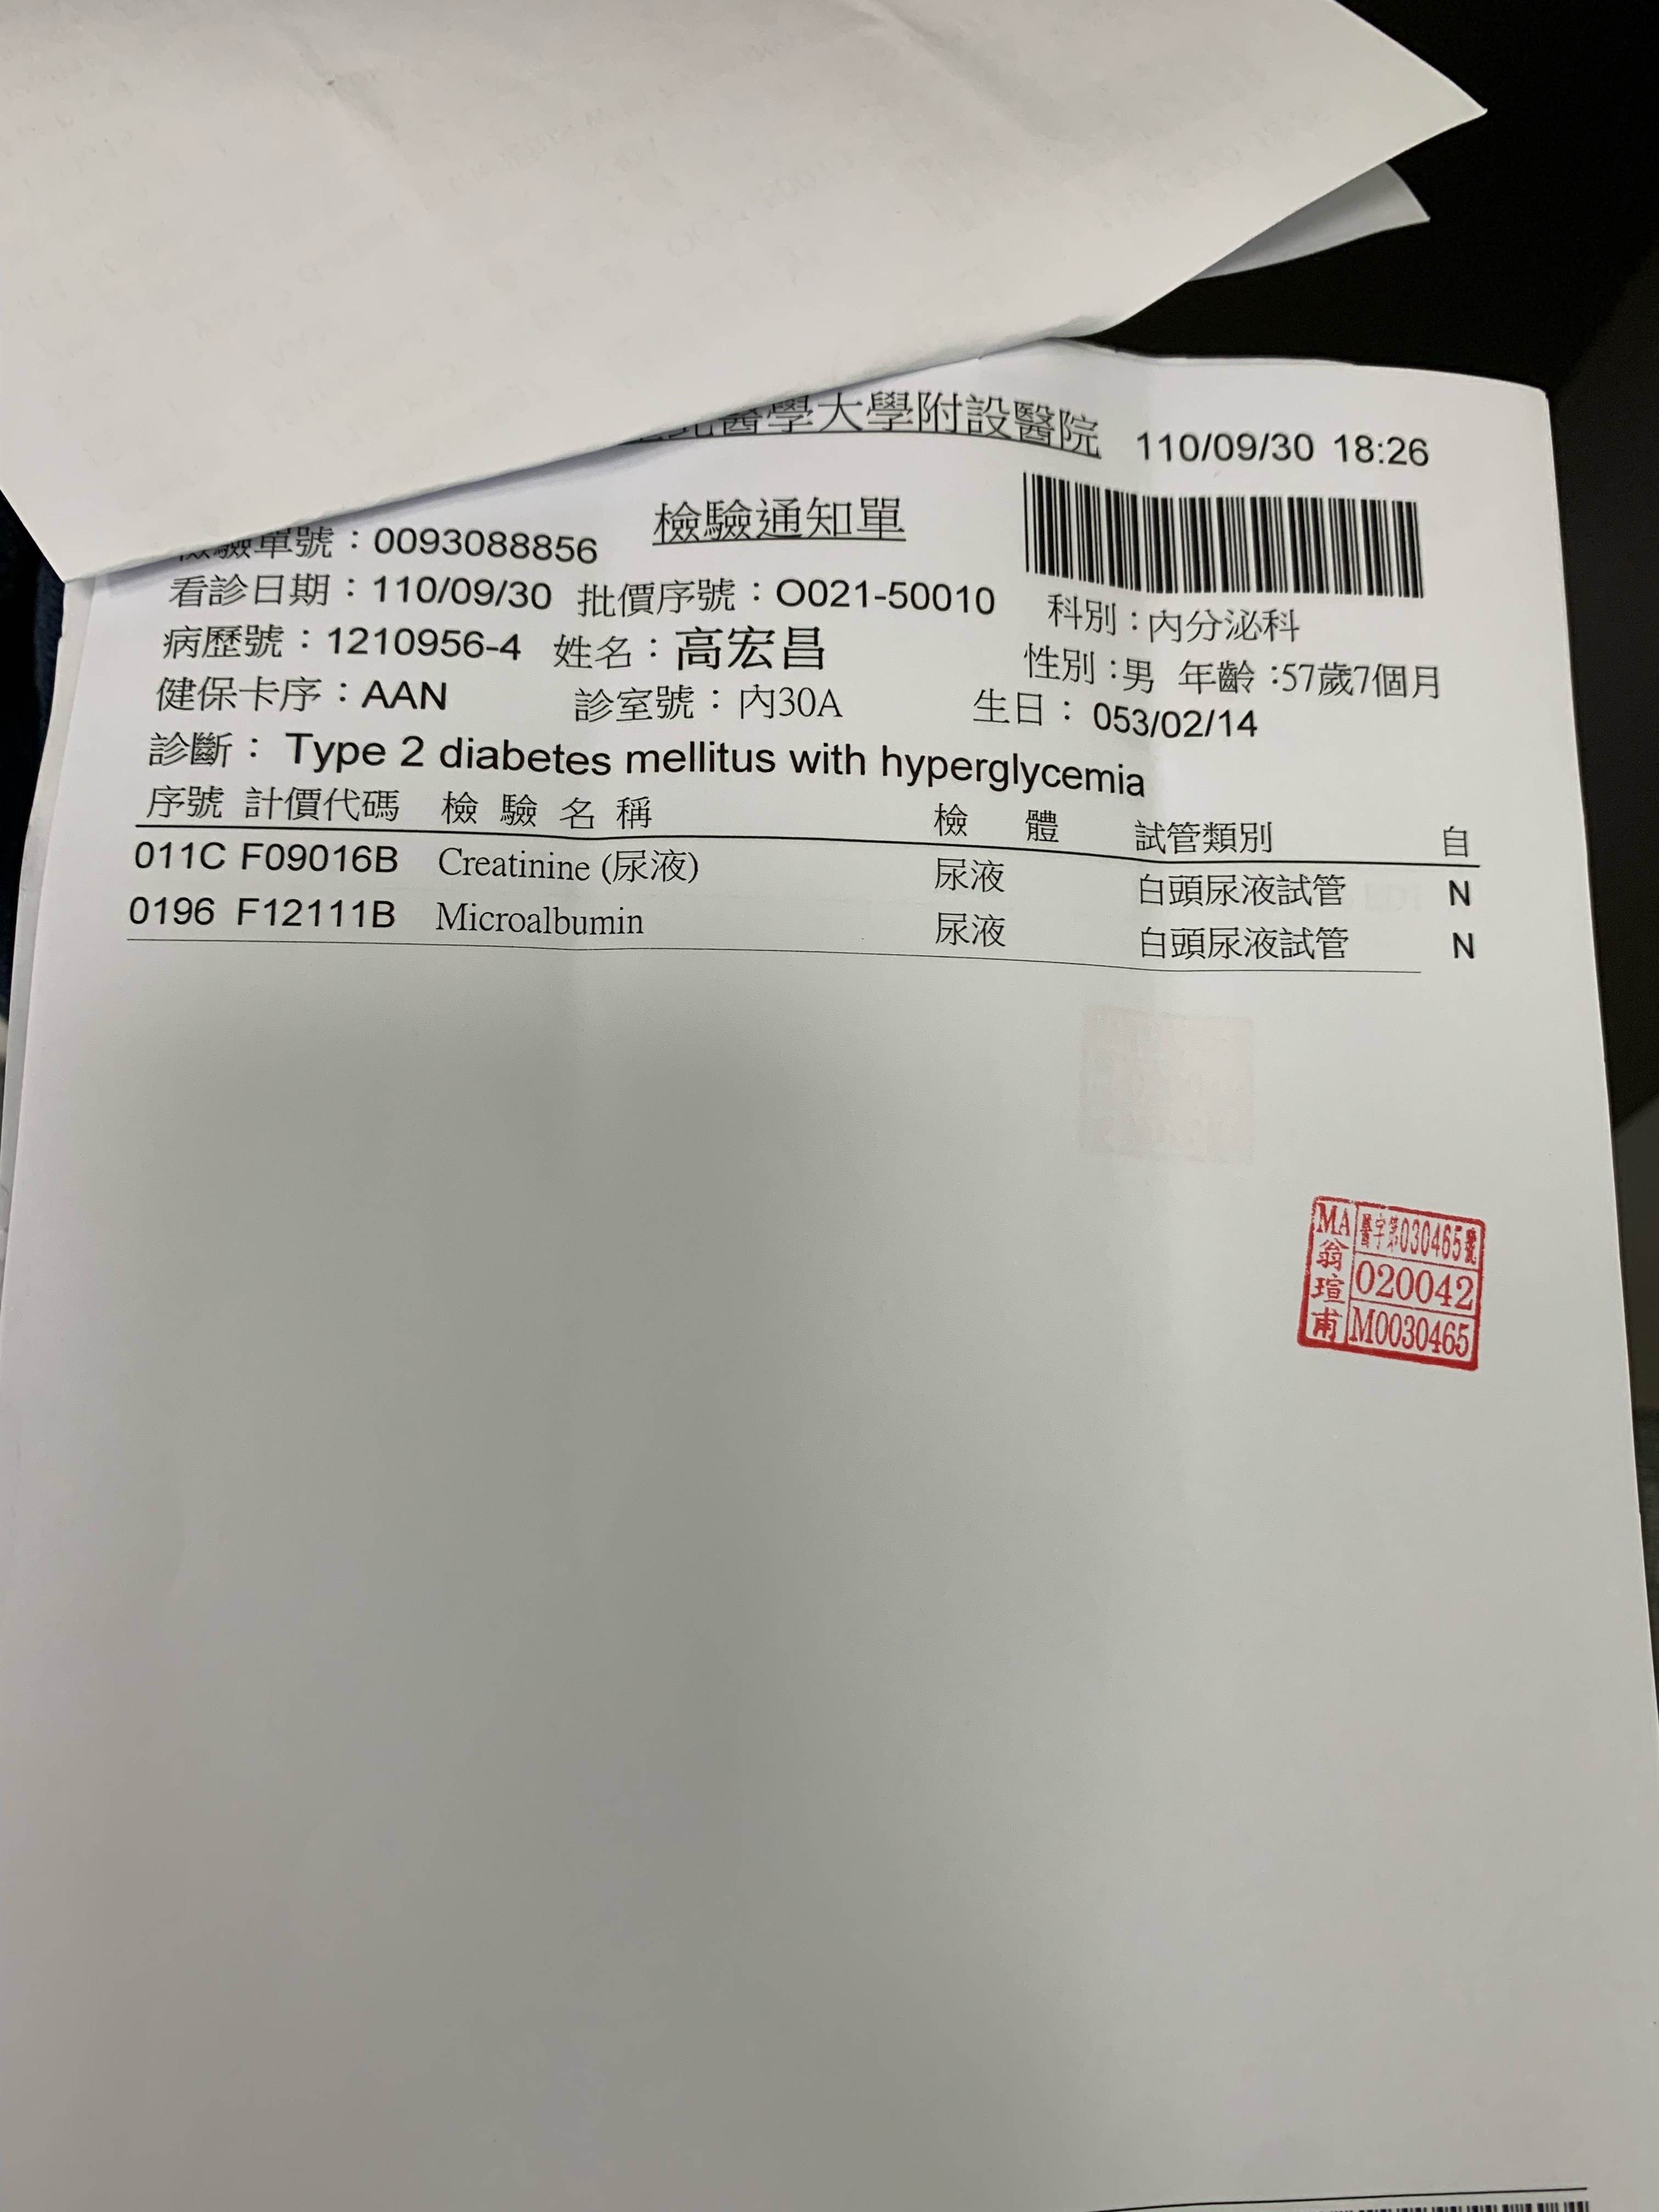 醫學大學附設醫院 110/09/30 18:26
檢驗通知單
檢驗單號：0093088856
看診日期：110/09/30 批價序號：O021-50010 科別：內分泌科
病歷號：1210956-4 姓名：高宏昌 性別：男 年齡：57歲7個月
健保卡序：AAN 診室號：內30A 生日：053/02/14
診斷： Type 2 diabetes mellitus with hyperglycemia
序號 計價代碼 檢驗名稱 檢體 試管類別 自
011C F09016B Creatinine (尿液) 尿液 白頭尿液試管 N
0196 F12111B Microalbumin 尿液 白頭尿液試管 N
MA 翁瑄甫
醫字第030465號
020042
M0030465